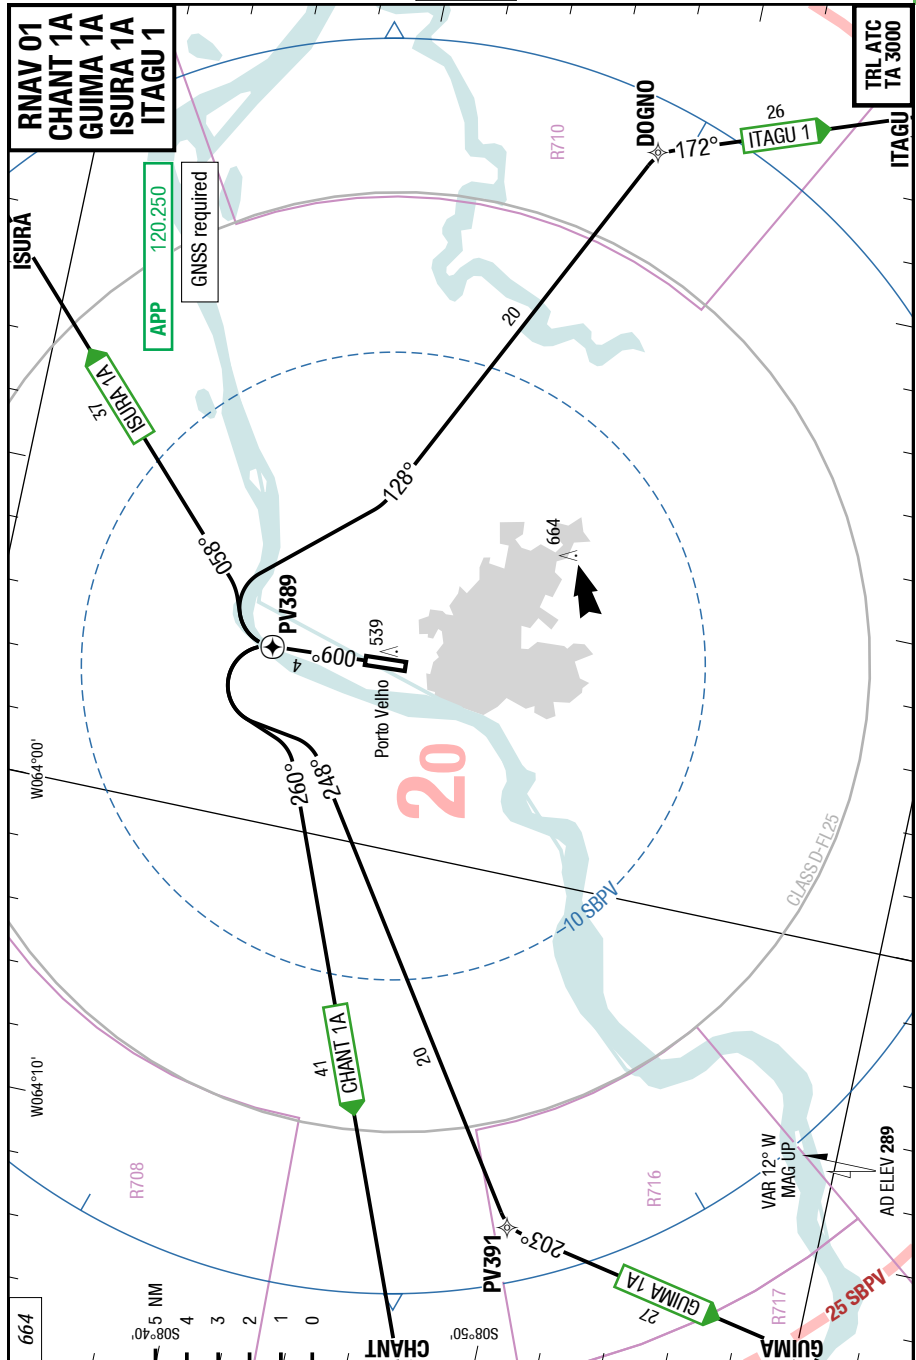 RNAV 01
CHANT 1A
GUIMA 1A
ISURA 1A
ITAGU 1
TRL ATC
TA 3000
APP 120.250
GNSS required
ISURA
ISURA 1A
37
058°
R710
DOGNO
172°
26
ITAGU 1
ITAGU
20
128°
PV389
4
009°
539
664
Porto Velho
20
W064°00'
260°
248°
10 SBPV
CLASS D-FL25
CHANT 1A
41
20
W064°10'
R708
R716
PV391
203°
GUIMA 1A
27
R717
VAR 12° W
MAG UP
AD ELEV 289
25 SBPV
GUIMA
CHANT
S08°40'
S08°50'
5 NM
4
3
2
1
0
664